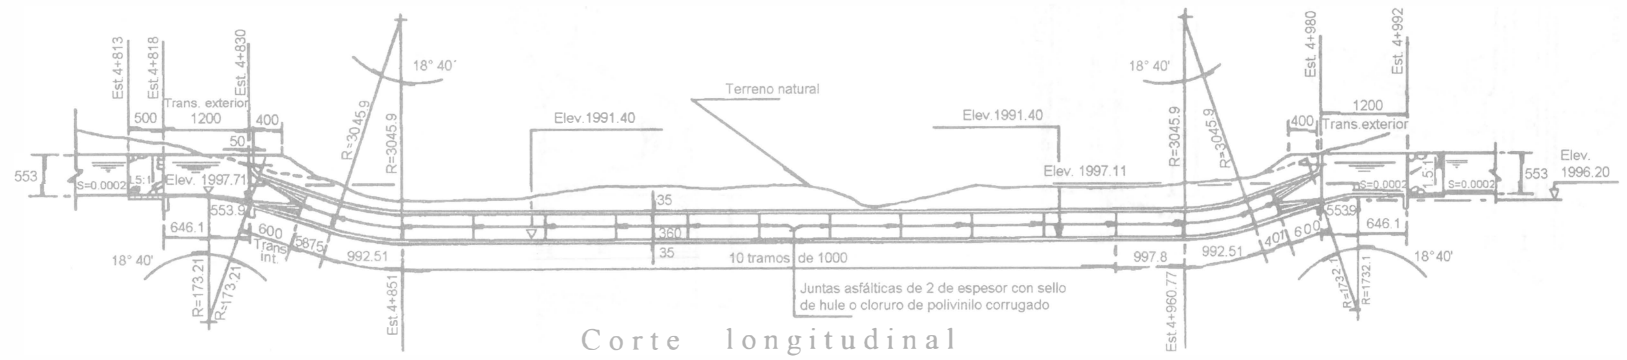 Est.4+813
Est.4+818
Est.4+830
Est.4+980
Est.4+992
18° 40´
18° 40'
Terreno natural
Trans. exterior
Elev.1991.40
Elev.1991.40
1200
500
1200
400
50
400
Trans.exterior
R=3045.9
R=3045.9
R=3045.9
R=3045.9
553
S=0.0002
1.5:1
Elev. 1997.71
Elev.1997.11
S=0.0002
1.5:1
S=0.0002
553
Elev.
1996.20
35
553.9
553.9
646.1
600
Trans.
int.
5875
992.51
360
35
10 tramos de 1000
997.8
992.51
401
600
646.1
18° 40'
18° 40'
R=173.21
R=173.21
R=1732.1
R=1732.1
Est 4+851
Est 4+960.77
Juntas asfálticas de 2 de espesor con sello
de hule o cloruro de polivinilo corrugado
Corte longitudinal